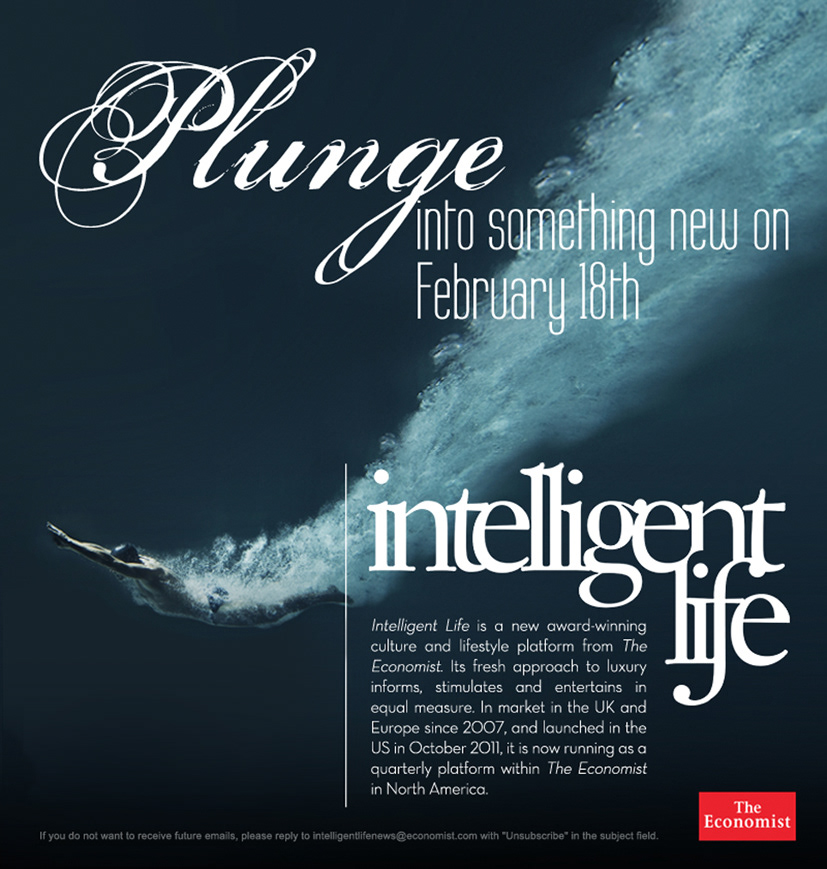 Plunge
into something new on
February 18th
intelligent
life
Intelligent Life is a new award-winning
culture and lifestyle platform from The
Economist. Its fresh approach to luxury
informs, stimulates and entertains in
equal measure. In market in the UK and
Europe since 2007, and launched in the
US in October 2011, it is now running as a
quarterly platform within The Economist
in North America.
The
Economist
If you do not want to receive future emails, please reply to intelligentlifenews@economist.com with "Unsubscribe" in the subject field.